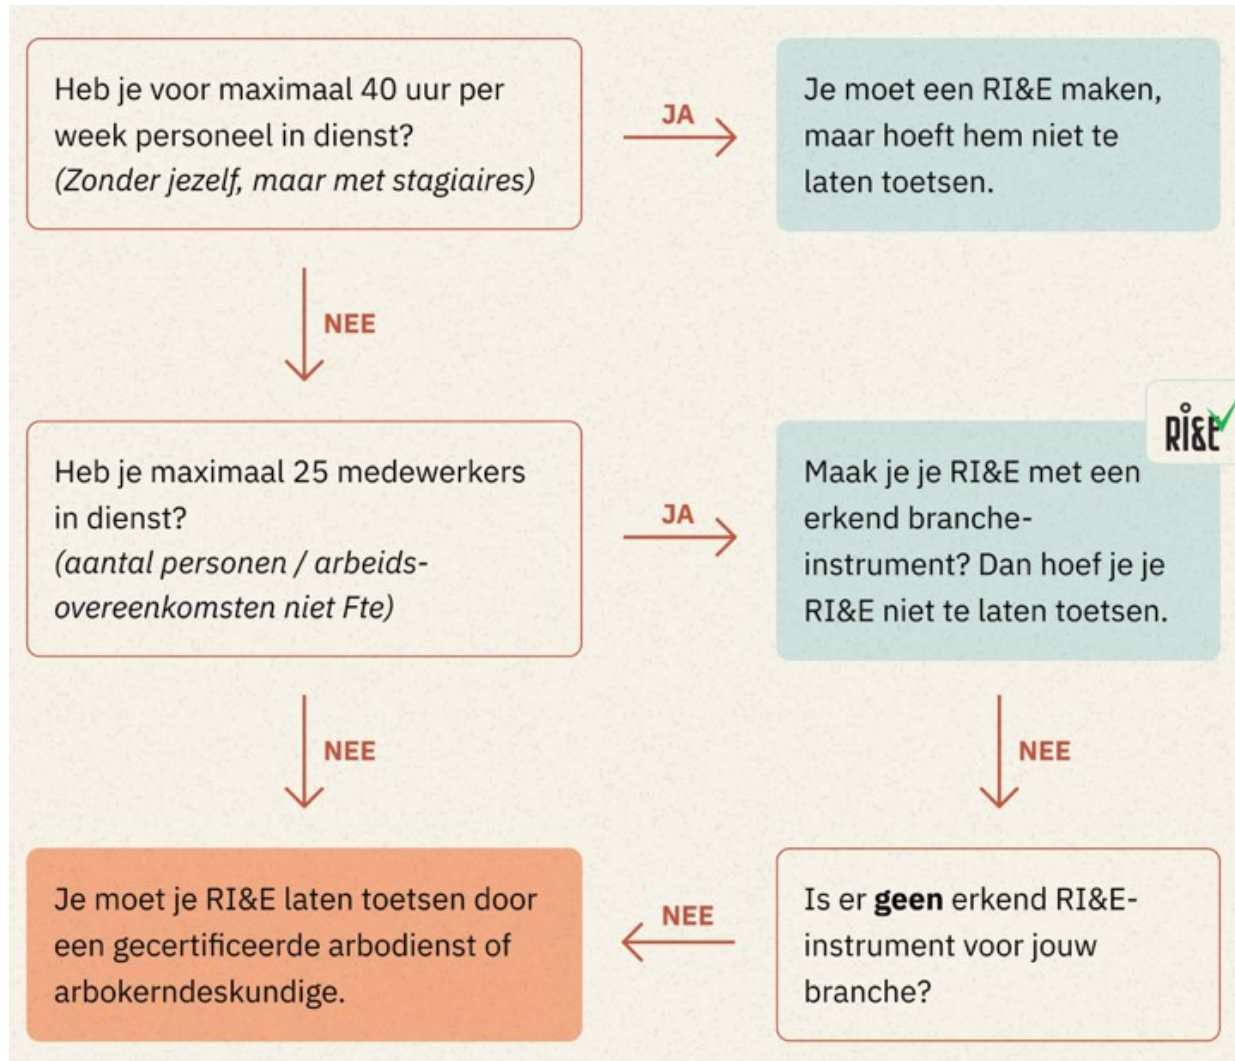 Heb je voor maximaal 40 uur per
week personeel in dienst?
(Zonder jezelf, maar met stagiaires)
JA
Je moet een RI&E maken,
maar hoeft hem niet te
laten toetsen.
NEE
Heb je maximaal 25 medewerkers
in dienst?
(aantal personen / arbeids-
overeenkomsten niet Fte)
JA
RI&E
Maak je je RI&E met een
erkend branche-
instrument? Dan hoef je je
RI&E niet te laten toetsen.
NEE
NEE
Je moet je RI&E laten toetsen door
een gecertificeerde arbodienst of
arbokerndeskundige.
NEE
Is er geen erkend RI&E-
instrument voor jouw
branche?